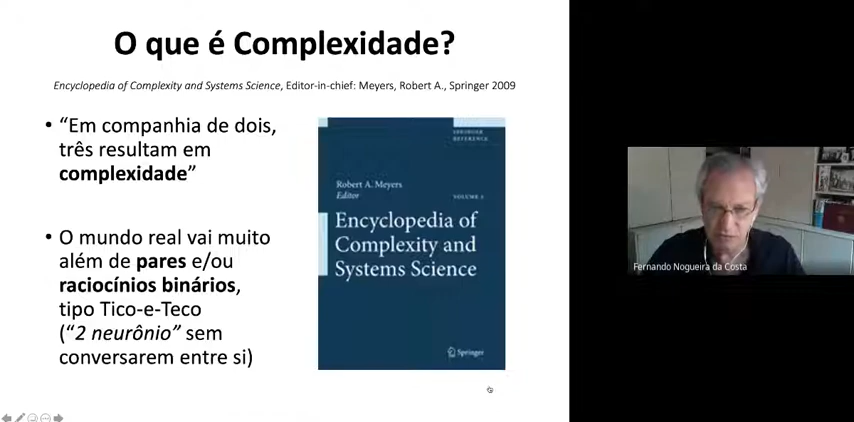 O que é Complexidade?
Encyclopedia of Complexity and Systems Science, Editor-in-chief: Meyers, Robert A., Springer 2009
• “Em companhia de dois,
três resultam em
complexidade”
• O mundo real vai muito
além de pares e/ou
raciocínios binários,
tipo Tico-e-Teco
(“2 neurônio” sem
conversarem entre si)
SPRINGER
REFERENCE
Robert A. Meyers
Editor
VOLUME 1
Encyclopedia of
Complexity and
Systems Science
Springer
Fernando Nogueira da Costa